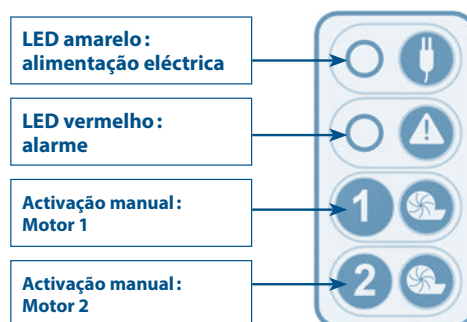 LED amarelo:
alimentação eléctrica
LED vermelho:
alarme
Activação manual:
Motor 1
1
Activação manual:
Motor 2
2